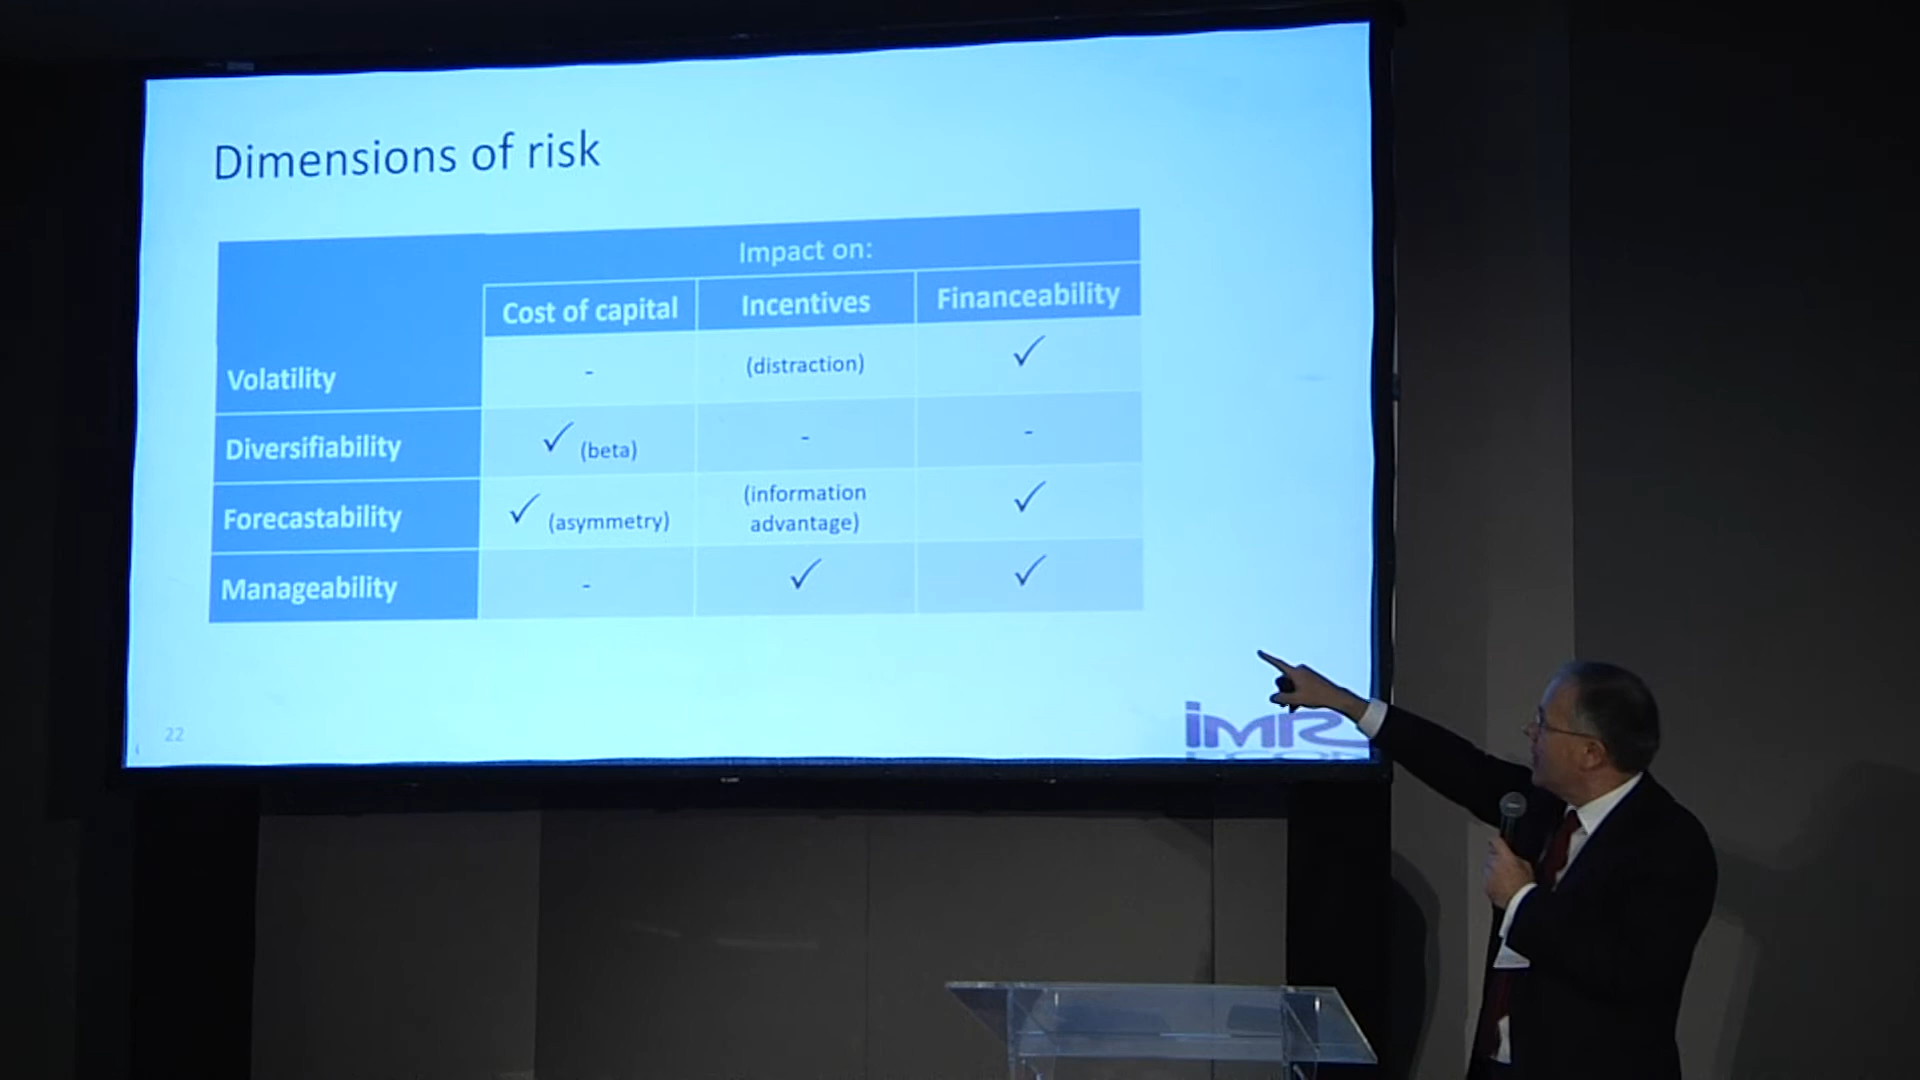 Dimensions of risk
Impact on:
Cost of capital Incentives Financeability
Volatility - (distraction) ✓
Diversifiability ✓ (beta) - -
Forecastability ✓ (asymmetry) (information advantage) ✓
Manageability - ✓ ✓
22
iMR